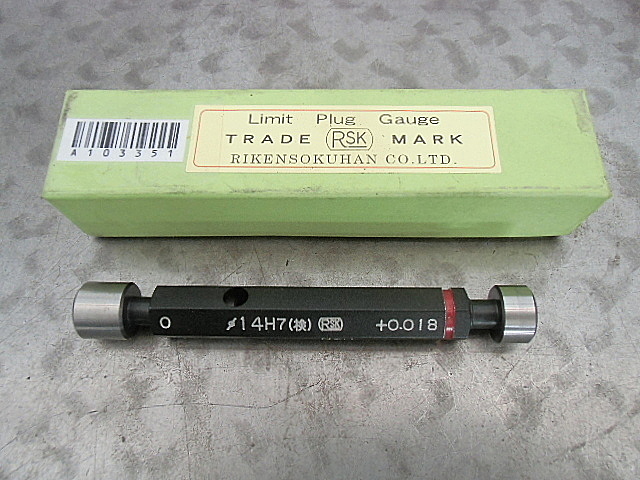 Limit Plug Gauge
TRADE RSK MARK
RIKENSOKUHAN CO.LTD.
A103351
0 ⌀14H7(検) RSK +0.018